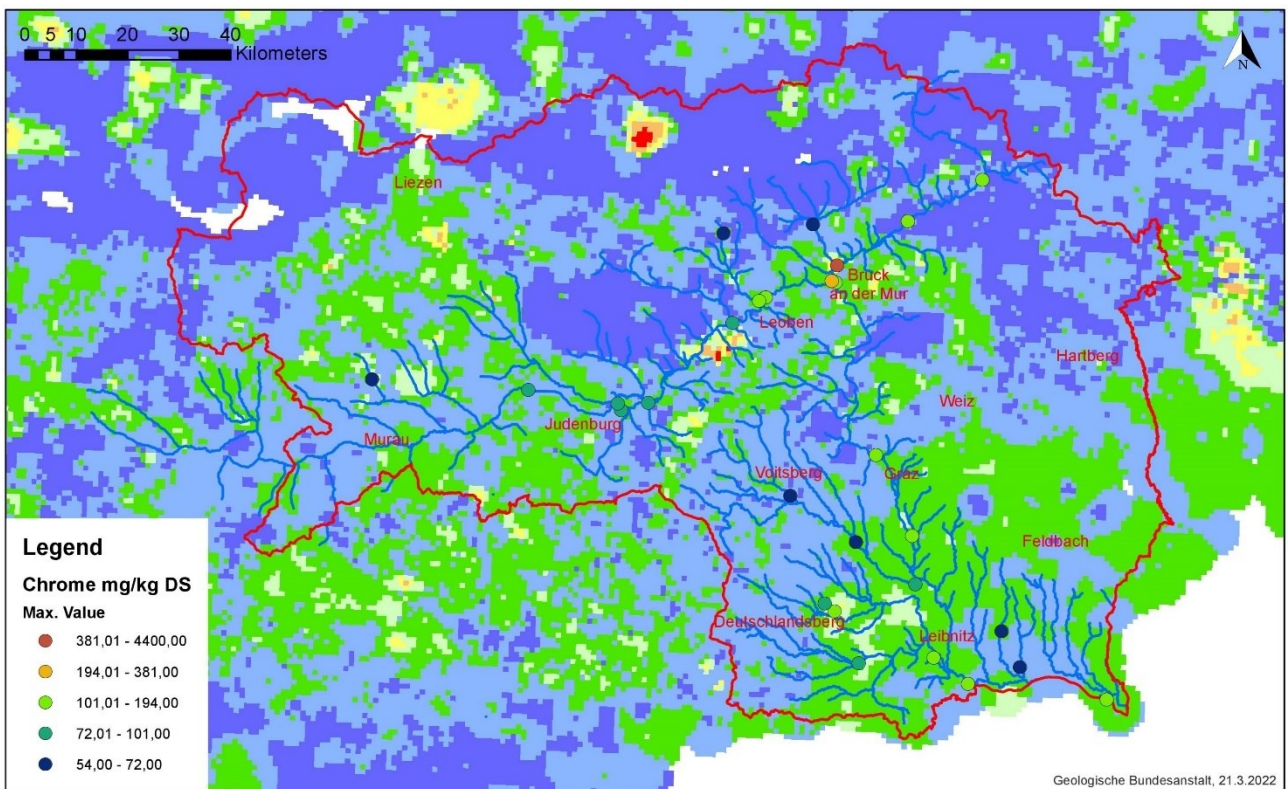 0 5 10 20 30 40
Kilometers
N
Liezen
Bruck
an der Mur
Leoben
Hartberg
Weiz
Judenburg
Murau
Voitsberg
Graz
Feldbach
Deutschlandsberg
Leibnitz
Legend
Chrome mg/kg DS
Max. Value
381,01 - 4400,00
194,01 - 381,00
101,01 - 194,00
72,01 - 101,00
54,00 - 72,00
Geologische Bundesanstalt, 21.3.2022